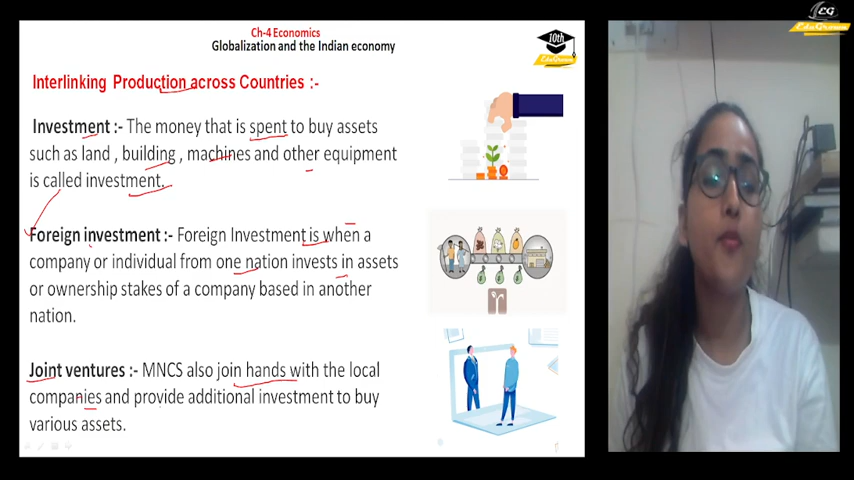 Ch-4 Economics
Globalization and the Indian economy
10th
EduGrown
CG
EduGrown
Interlinking Production across Countries :-
Investment :- The money that is spent to buy assets
such as land , building , machines and other equipment
is called investment.
Foreign investment :- Foreign Investment is when a
company or individual from one nation invests in assets
or ownership stakes of a company based in another
nation.
Joint ventures :- MNCS also join hands with the local
companies and provide additional investment to buy
various assets.